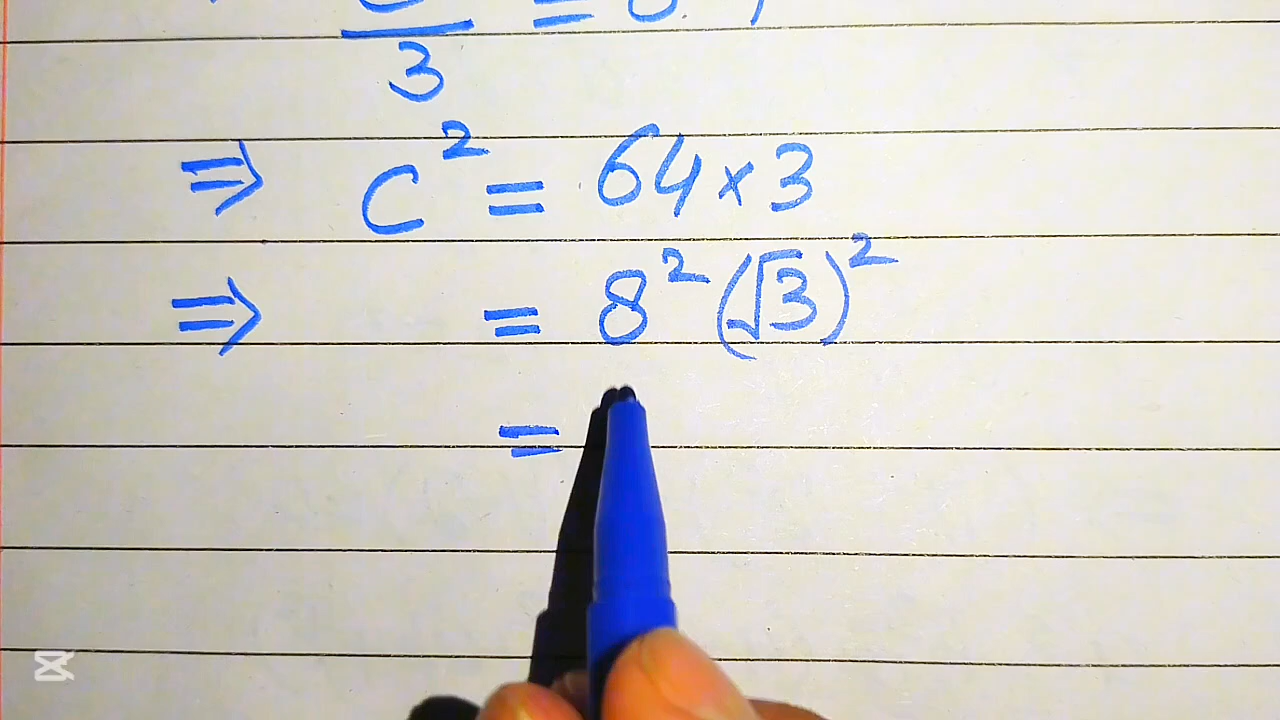 3
⇒ C² = 64 × 3
⇒ = 8² (√3)²
=